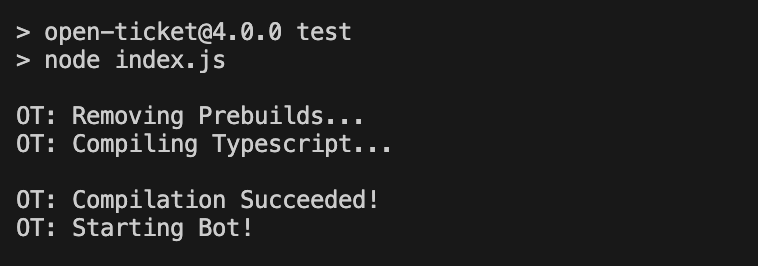 > open-ticket@4.0.0 test
> node index.js
OT: Removing Prebuilds...
OT: Compiling Typescript...
OT: Compilation Succeeded!
OT: Starting Bot!